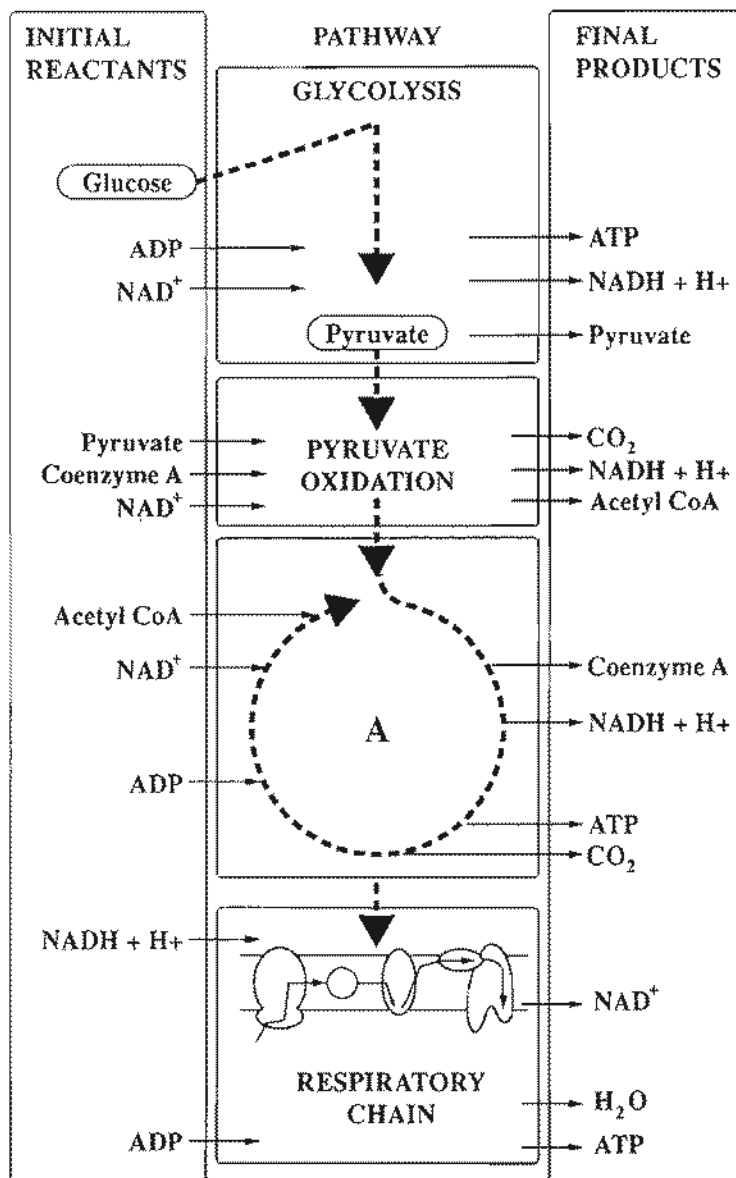 INITIAL
REACTANTS
PATHWAY
FINAL
PRODUCTS
GLYCOLYSIS
Glucose
ADP
NAD⁺
ATP
NADH + H+
Pyruvate
Pyruvate
Pyruvate
Coenzyme A
NAD⁺
PYRUVATE
OXIDATION
CO₂
NADH + H+
Acetyl CoA
Acetyl CoA
NAD⁺
ADP
A
Coenzyme A
NADH + H+
ATP
CO₂
NADH + H+
NAD⁺
RESPIRATORY
CHAIN
ADP
H₂O
ATP